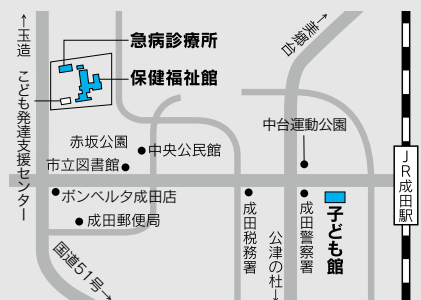 ←玉造
こども発達支援センター
急病診療所
保健福祉館
↑美郷台
中台運動公園
赤坂公園
中央公民館
市立図書館
ボンベルタ成田店
成田郵便局
国道51号→
成田税務署
公津の杜→
成田警察署
子ども館
JR成田駅